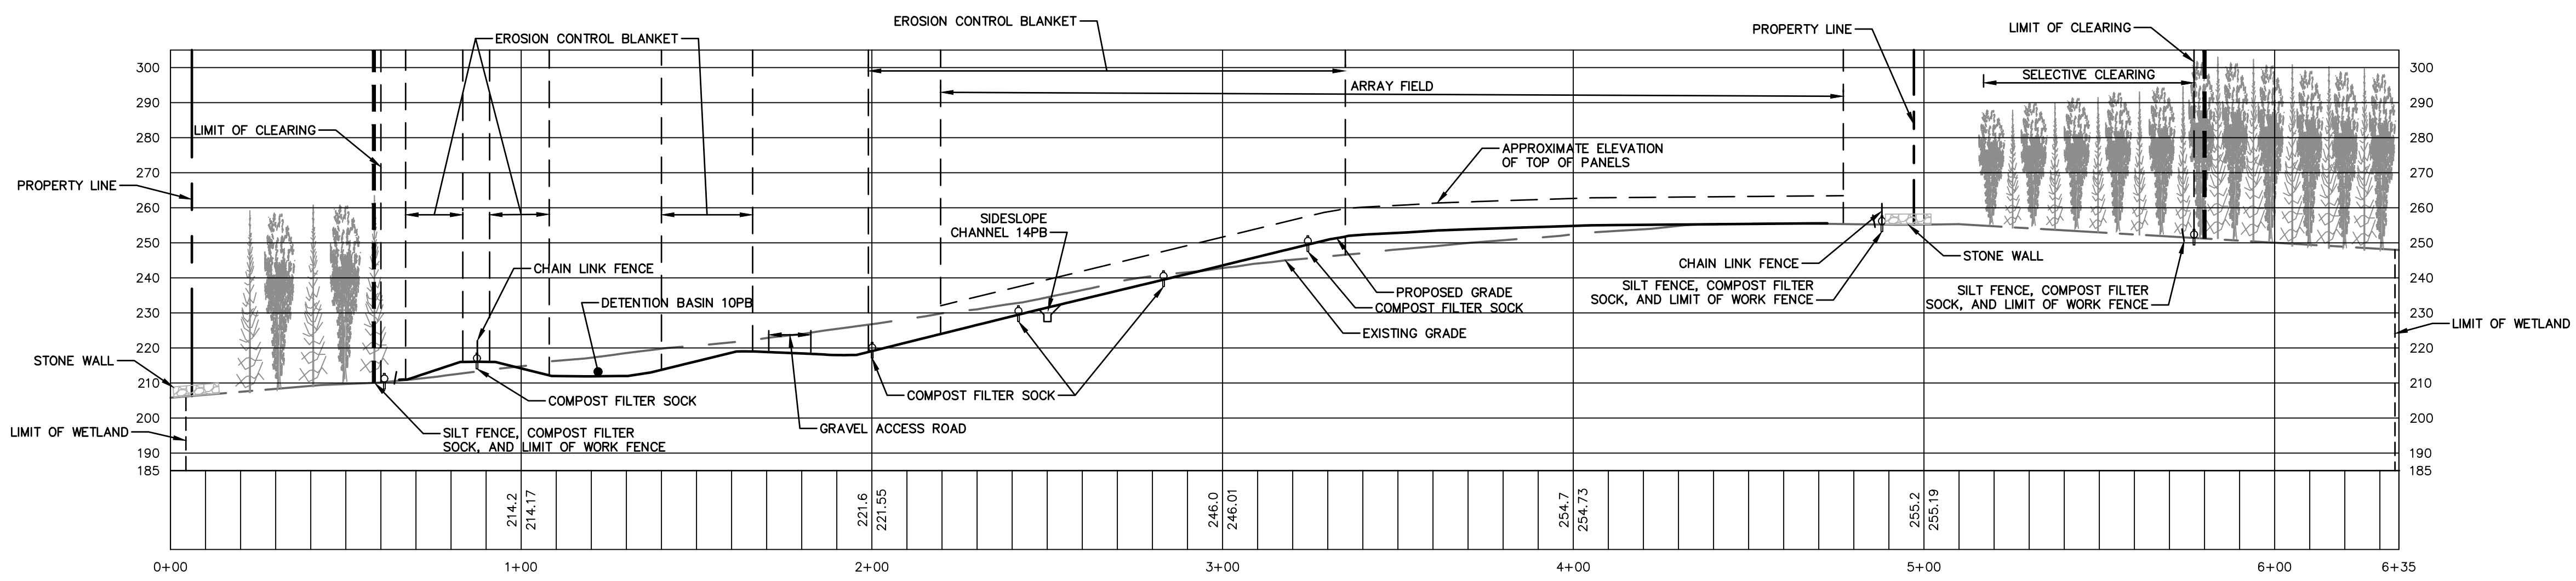 EROSION CONTROL BLANKET
EROSION CONTROL BLANKET
PROPERTY LINE
LIMIT OF CLEARING
300
290
280
270
260
250
240
230
220
210
200
190
185
LIMIT OF CLEARING
PROPERTY LINE
STONE WALL
LIMIT OF WETLAND
SILT FENCE, COMPOST FILTER
SOCK, AND LIMIT OF WORK FENCE
CHAIN LINK FENCE
COMPOST FILTER SOCK
DETENTION BASIN 10PB
GRAVEL ACCESS ROAD
COMPOST FILTER SOCK
SIDESLOPE
CHANNEL 14PB
ARRAY FIELD
APPROXIMATE ELEVATION
OF TOP OF PANELS
PROPOSED GRADE
COMPOST FILTER SOCK
EXISTING GRADE
CHAIN LINK FENCE
SILT FENCE, COMPOST FILTER
SOCK, AND LIMIT OF WORK FENCE
STONE WALL
SILT FENCE, COMPOST FILTER
SOCK, AND LIMIT OF WORK FENCE
SELECTIVE CLEARING
LIMIT OF WETLAND
300
290
280
270
260
250
240
230
220
210
200
190
185
214.2
214.17
221.6
221.55
246.0
246.01
254.7
254.73
255.2
255.19
0+00
1+00
2+00
3+00
4+00
5+00
6+00
6+35